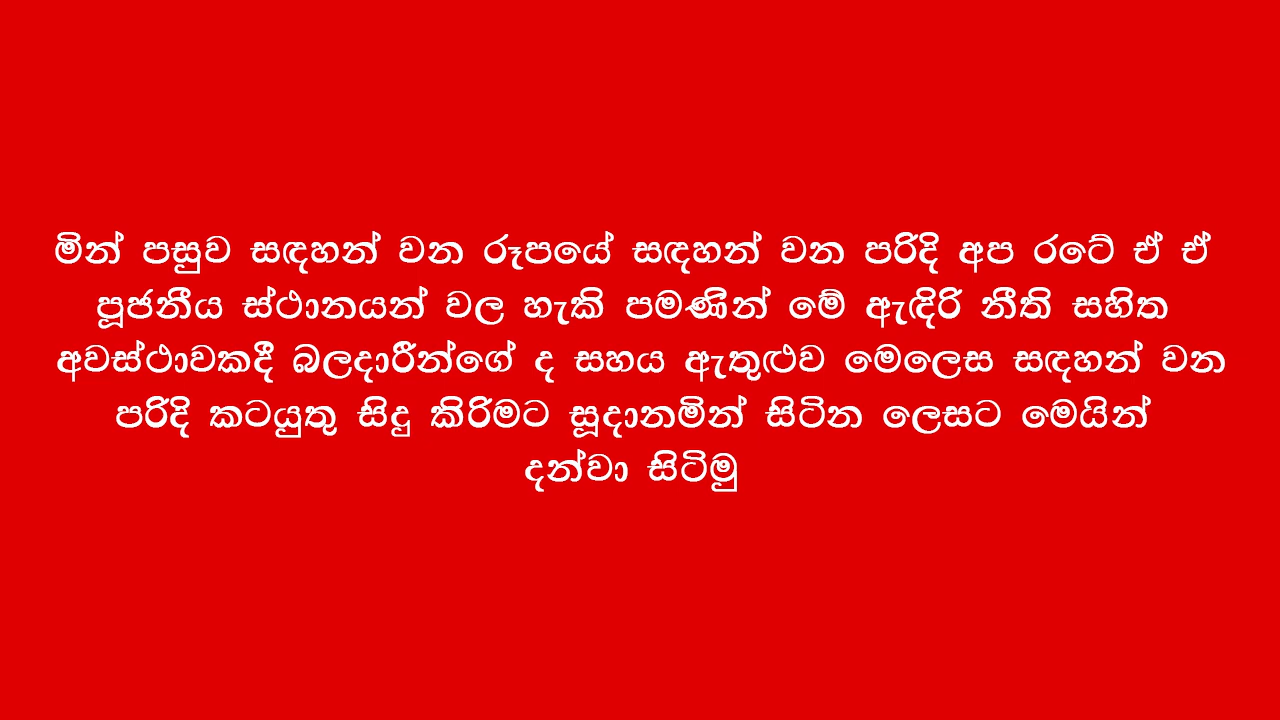 මින් පසුව සඳහන් වන රූපයේ සඳහන් වන පරිදි අප රටේ ඒ ඒ
පූජනීය ස්ථානයන් වල හැකි පමණින් මේ ඇඳිරි නීති සහිත
අවස්ථාවකදී බලදාරීන්ගේ ද සහය ඇතුළුව මෙලෙස සඳහන් වන
පරිදි කටයුතු සිදු කිරිමට සූදානමින් සිටින ලෙසට මෙයින්
දන්වා සිටිමු